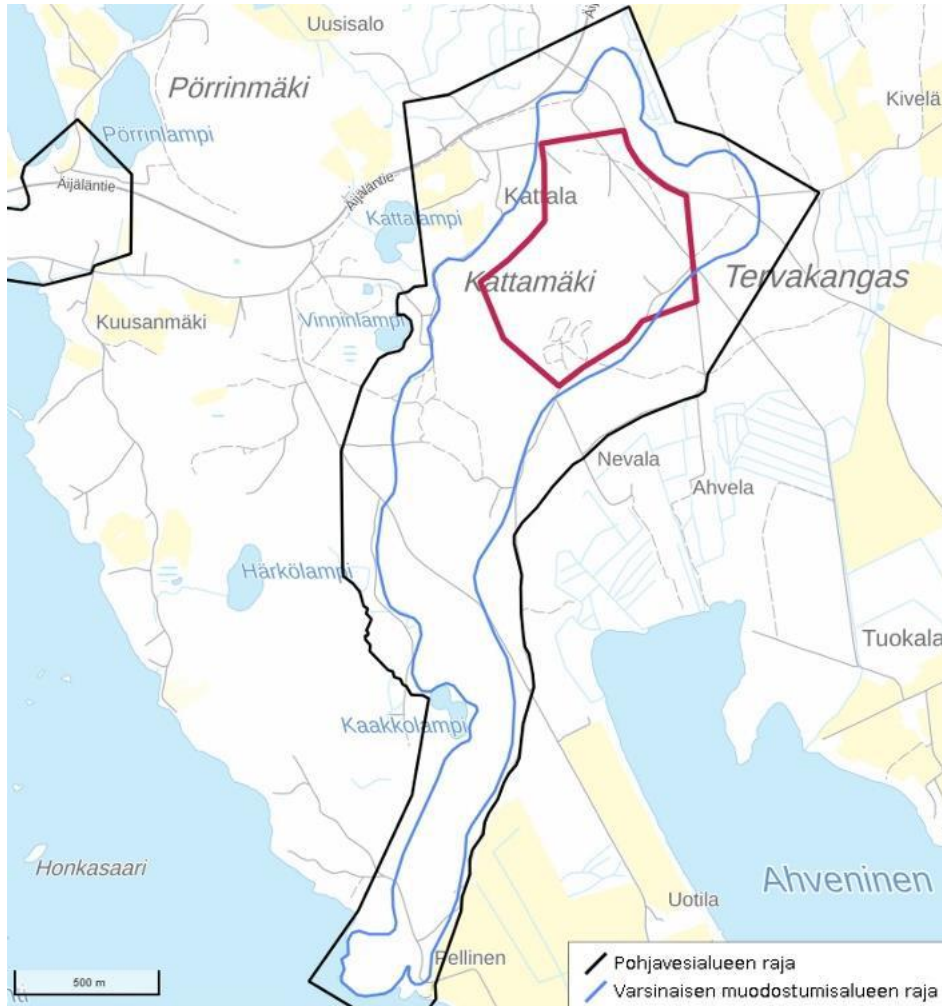 Uusisalo
Äi
Pörrinmäki
Kivelä
Pörrinlampi
Äijäläntie
Äijäläntie
Kattala
Kattalampi
Kattamäki
Tervakangas
Kuusanmäki
Vinninlampi
Nevala
Ahvela
Härkölampi
Tuokala
Kaakkolampi
Honkasaari
Ahveninen
Uotila
Pellinen
Pohjavesialueen raja
500 m
Varsinaisen muodostumisalueen raja